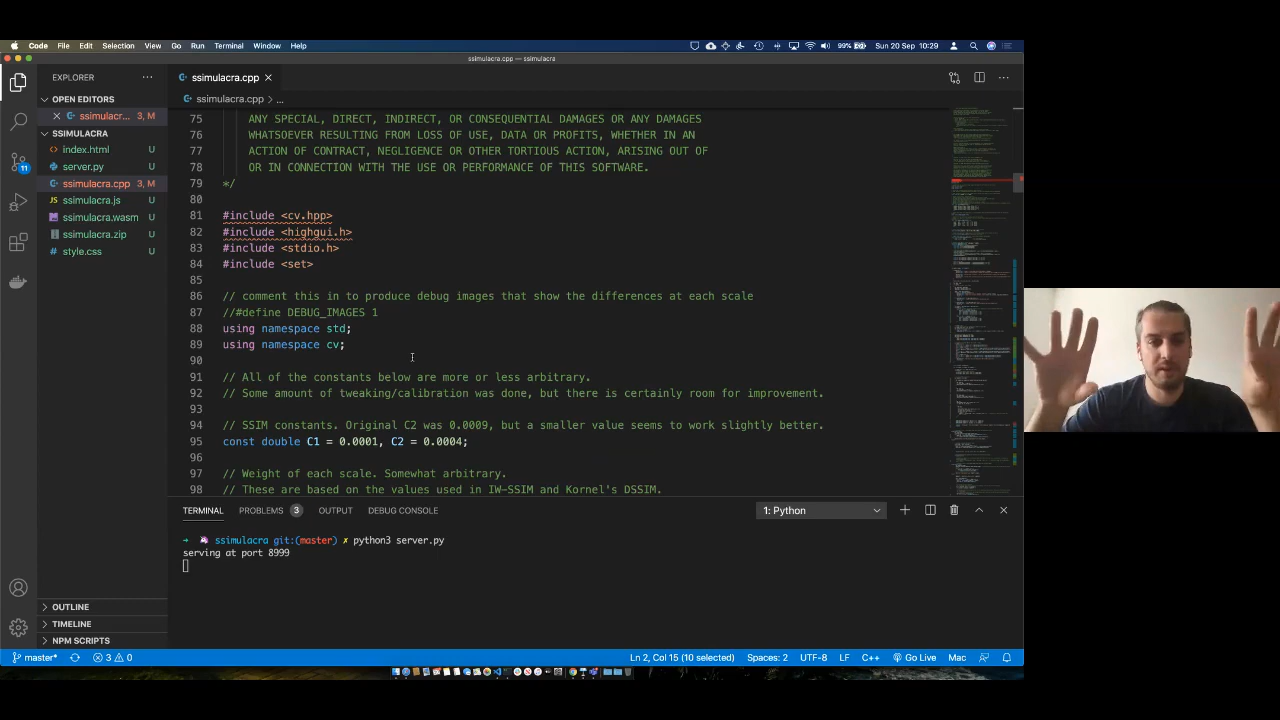 Code File Edit Selection View Go Run Terminal Window Help 99% Sun 20 Sep 10:29
ssimulacra.cpp — ssimulacra
EXPLORER
OPEN EDITORS
ssimulacr... 3, M
SSIMULACRA
index.html U
server.py U
ssimulacra.cpp 3, M
ssimulacra.js U
ssimulacra.wasm U
ssimulacra.zip U
style.css U
11
OUTLINE
TIMELINE
NPM SCRIPTS
ssimulacra.cpp
ssimulacra.cpp > ...
75 ANY SPECIAL, DIRECT, INDIRECT, OR CONSEQUENTIAL DAMAGES OR ANY DAMAGES
WHATSOEVER RESULTING FROM LOSS OF USE, DATA OR PROFITS, WHETHER IN AN
ACTION OF CONTRACT, NEGLIGENCE OR OTHER TORTIOUS ACTION, ARISING OUT OF
OR IN CONNECTION WITH THE USE OR PERFORMANCE OF THIS SOFTWARE.
*/
81 #include <cv.hpp>
82 #include <highgui.h>
83 #include <stdio.h>
84 #include <set>
86 // comment this in to produce debug images that show the differences at each scale
//#define DEBUG_IMAGES 1
88 using namespace std;
89 using namespace cv;
90
91 // All of the constants below are more or less arbitrary.
// Some amount of tweaking/calibration was done, but there is certainly room for improvement.
93
// SSIM constants. Original C2 was 0.0009, but a smaller value seems to work slightly better.
const double C1 = 0.0001, C2 = 0.0004;
96
97 // Weight of each scale. Somewhat arbitrary.
98 // These are based on the values used in IW-SSIM and Kornel's DSSIM.
TERMINAL PROBLEMS 3 OUTPUT DEBUG CONSOLE 1: Python
ssimulacra git:(master) ✗ python3 server.py
serving at port 8999
master* 3 0 Ln 2, Col 15 (10 selected) Spaces: 2 UTF-8 LF C++ Go Live Mac